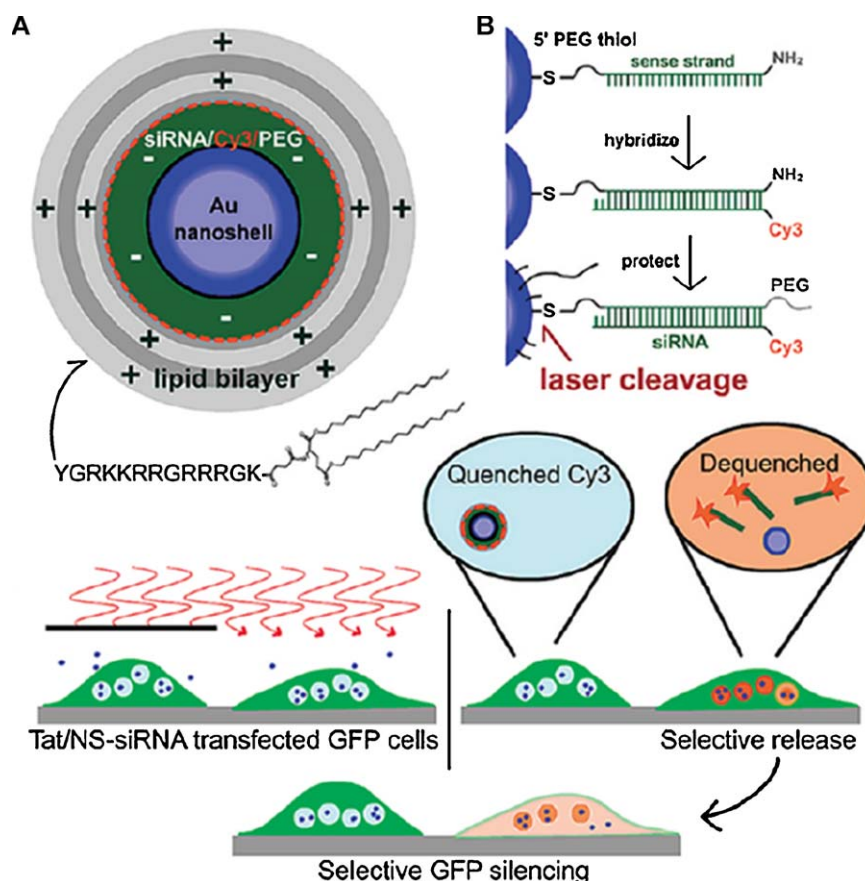 A
siRNA/Cy3/PEG
Au
nanoshell
lipid bilayer
+
+
+
+
+
+
+
+
+
+
-
-
-
-
-
YGRKKRRGRRRGK
B
5' PEG thiol
S
sense strand
NH₂
hybridize
S
NH₂
Cy3
protect
S
PEG
siRNA
Cy3
laser cleavage
Quenched Cy3
Dequenched
Tat/NS-siRNA transfected GFP cells
Selective release
Selective GFP silencing